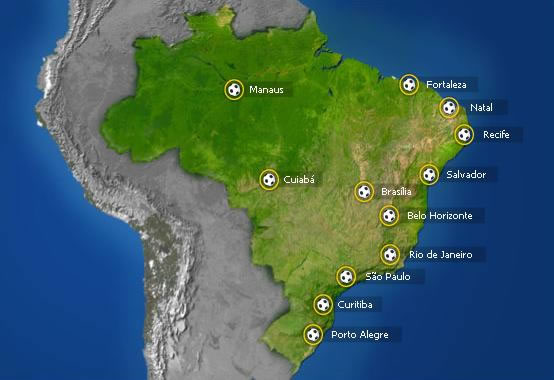 Fortaleza
Manaus
Natal
Recife
Salvador
Cuiabá
Brasília
Belo Horizonte
Rio de Janeiro
São Paulo
Curitiba
Porto Alegre